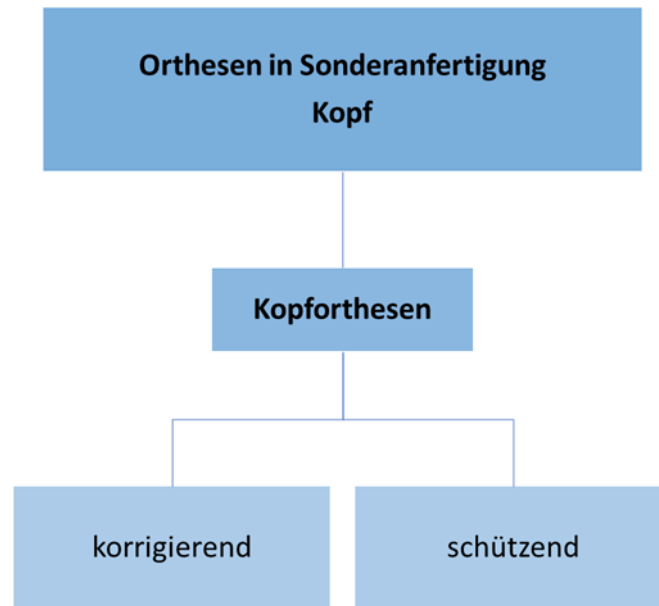 Orthesen in Sonderanfertigung
Kopf
Kopforthesen
korrigierend
schützend